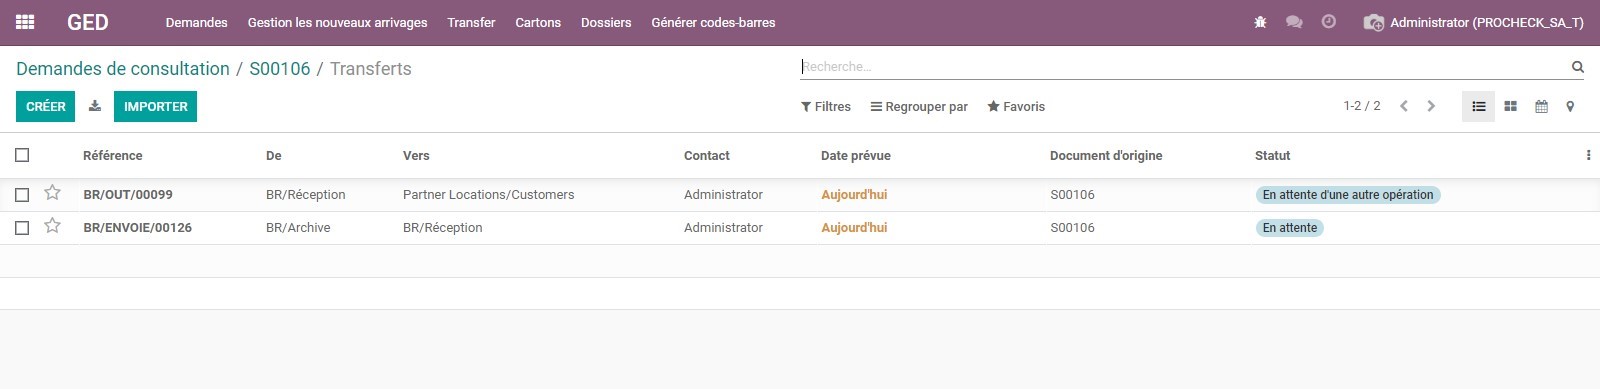 GED Demandes Gestion les nouveaux arrivages Transfer Cartons Dossiers Générer codes-barres Administrator (PROCHECK_SA_T)
Demandes de consultation / S00106 / Transferts Recherche...
CRÉER IMPORTER Filtres Regrouper par Favoris 1-2 / 2
Référence De Vers Contact Date prévue Document d'origine Statut
BR/OUT/00099 BR/Réception Partner Locations/Customers Administrator Aujourd'hui S00106 En attente d'une autre opération
BR/ENVOIE/00126 BR/Archive BR/Réception Administrator Aujourd'hui S00106 En attente